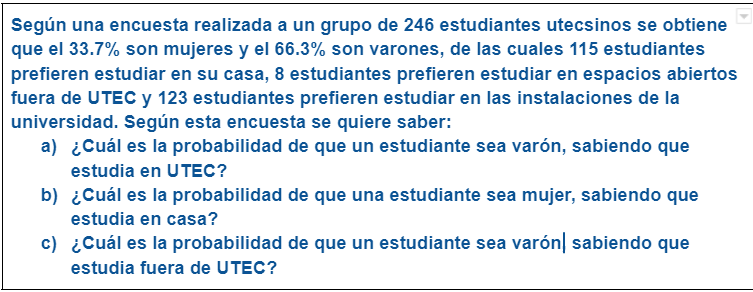 Según una encuesta realizada a un grupo de 246 estudiantes utecsinos se obtiene
que el 33.7% son mujeres y el 66.3% son varones, de las cuales 115 estudiantes
prefieren estudiar en su casa, 8 estudiantes prefieren estudiar en espacios abiertos
fuera de UTEC y 123 estudiantes prefieren estudiar en las instalaciones de la
universidad. Según esta encuesta se quiere saber:
a) ¿Cuál es la probabilidad de que un estudiante sea varón, sabiendo que
estudia en UTEC?
b) ¿Cuál es la probabilidad de que una estudiante sea mujer, sabiendo que
estudia en casa?
c) ¿Cuál es la probabilidad de que un estudiante sea varón sabiendo que
estudia fuera de UTEC?